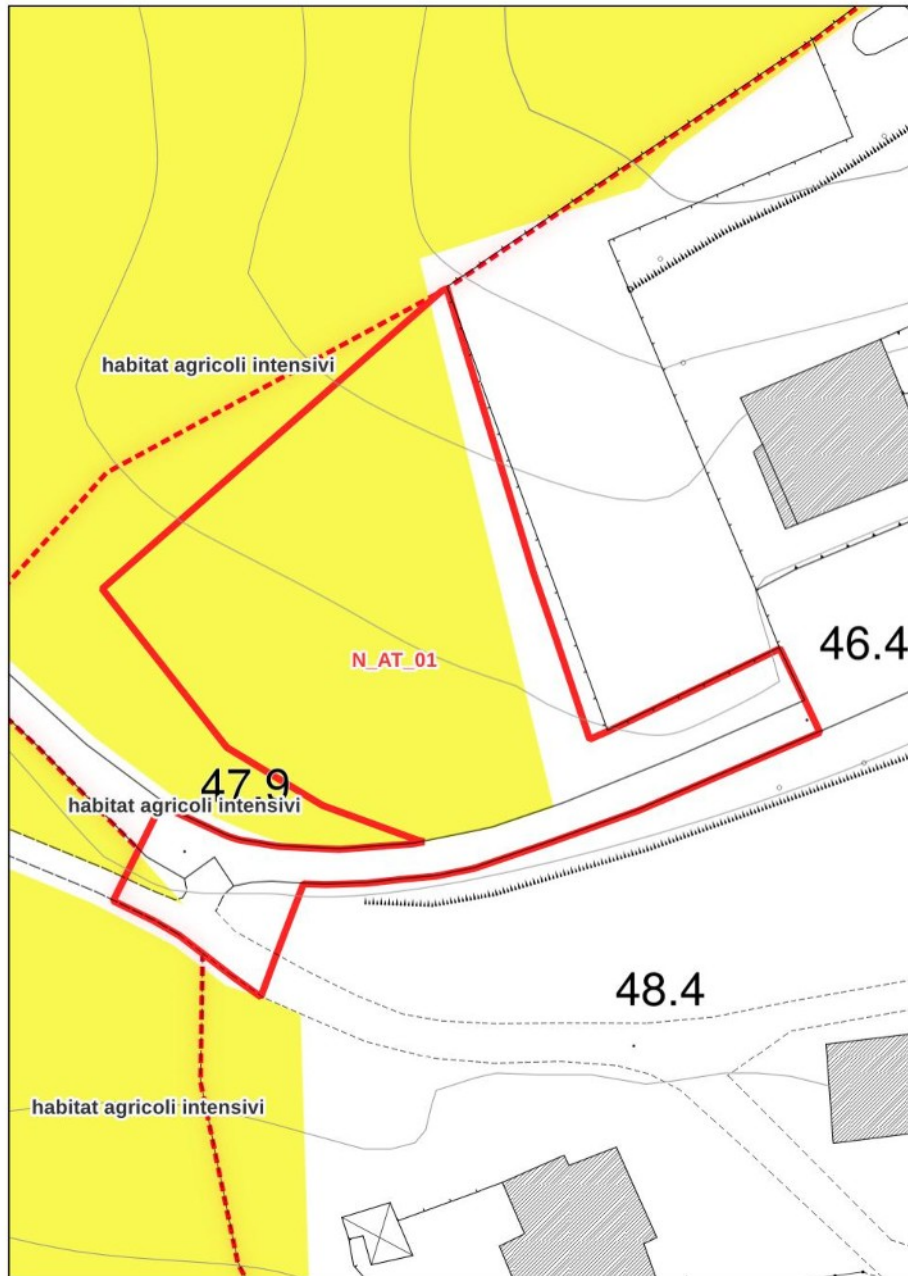 habitat agricoli intensivi
46.4
N_AT_01
47.9
habitat agricoli intensivi
48.4
habitat agricoli intensivi